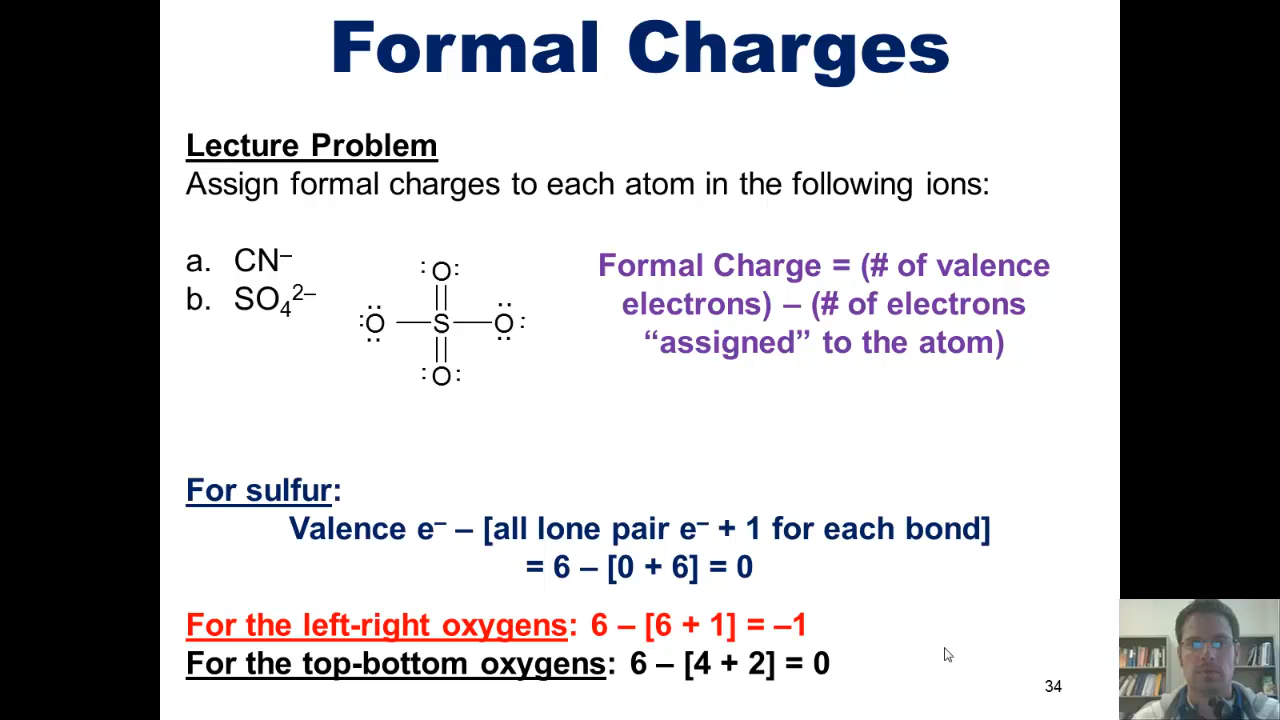 Formal Charges
Lecture Problem
Assign formal charges to each atom in the following ions:
a. CN–
b. SO₄²–
:O:
:O — S — O:
:O:
Formal Charge = (# of valence
electrons) – (# of electrons
“assigned” to the atom)
For sulfur:
Valence e– – [all lone pair e– + 1 for each bond]
= 6 – [0 + 6] = 0
For the left-right oxygens: 6 – [6 + 1] = –1
For the top-bottom oxygens: 6 – [4 + 2] = 0
34